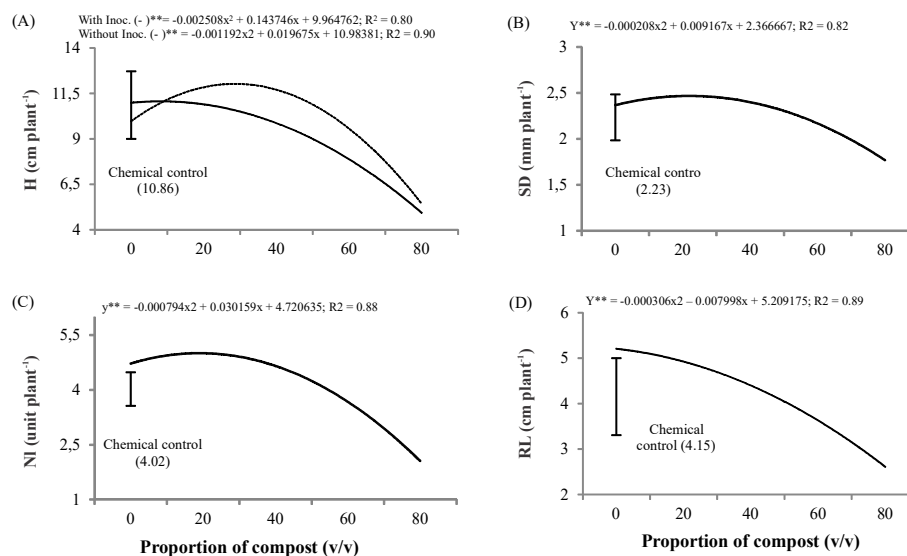 (A)
With Inoc. (- )**= -0.002508x² + 0.143746x + 9.964762; R² = 0.80
Without Inoc. (- )** = -0.001192x2 + 0.019675x + 10.98381; R2 = 0.90
14
11,5
9
6,5
4
H (cm plant⁻¹)
Chemical control
(10.86)
0 20 40 60 80
(B)
Y** = -0.000208x2 + 0.009167x + 2.366667; R2 = 0.82
3
2,5
2
1,5
1
SD (mm plant⁻¹)
Chemical contro
(2.23)
0 20 40 60 80
(C)
y** = -0.000794x2 + 0.030159x + 4.720635; R2 = 0.88
5,5
4
2,5
1
Nl (unit plant⁻¹)
Chemical control
(4.02)
0 20 40 60 80
Proportion of compost (v/v)
(D)
Y** = -0.000306x2 – 0.007998x + 5.209175; R2 = 0.89
6
5
4
3
2
RL (cm plant⁻¹)
Chemical
control (4.15)
0 20 40 60 80
Proportion of compost (v/v)